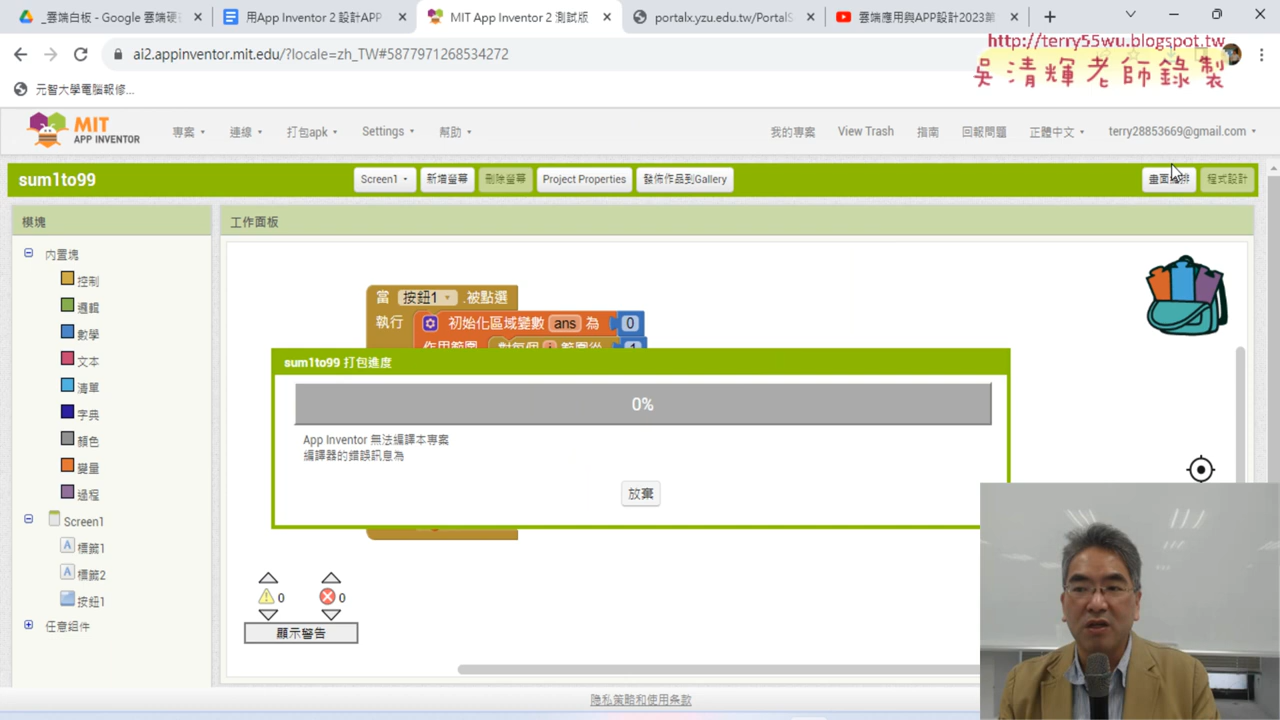 _雲端白板 - Google 雲端硬
用App Inventor 2 設計APP
MIT App Inventor 2 測試版
portalx.yzu.edu.tw/PortalS
雲端應用與APP設計2023第
ai2.appinventor.mit.edu/?locale=zh_TW#5877971268534272
http://terry55wu.blogspot.tw
吳清輝老師錄製
元智大學電腦報修...
MIT
APP INVENTOR
專案
連線
打包apk
Settings
幫助
我的專案
View Trash
指南
回報問題
正體中文
terry28853669@gmail.com
sum1to99
Screen1
新增螢幕
刪除螢幕
Project Properties
發佈作品到Gallery
程式設計
模塊
工作面板
內置塊
控制
邏輯
數學
文本
清單
字典
顏色
變量
過程
Screen1
標籤1
標籤2
按鈕1
任意組件
當 按鈕1 .被點選
執行 初始化區域變數 ans 為 0
作用範圍 對每個 範圍從 1
sum1to99 打包進度
0%
App Inventor 無法編譯本專案
編譯器的錯誤訊息為
放棄
0
0
顯示警告
隱私策略和使用條款